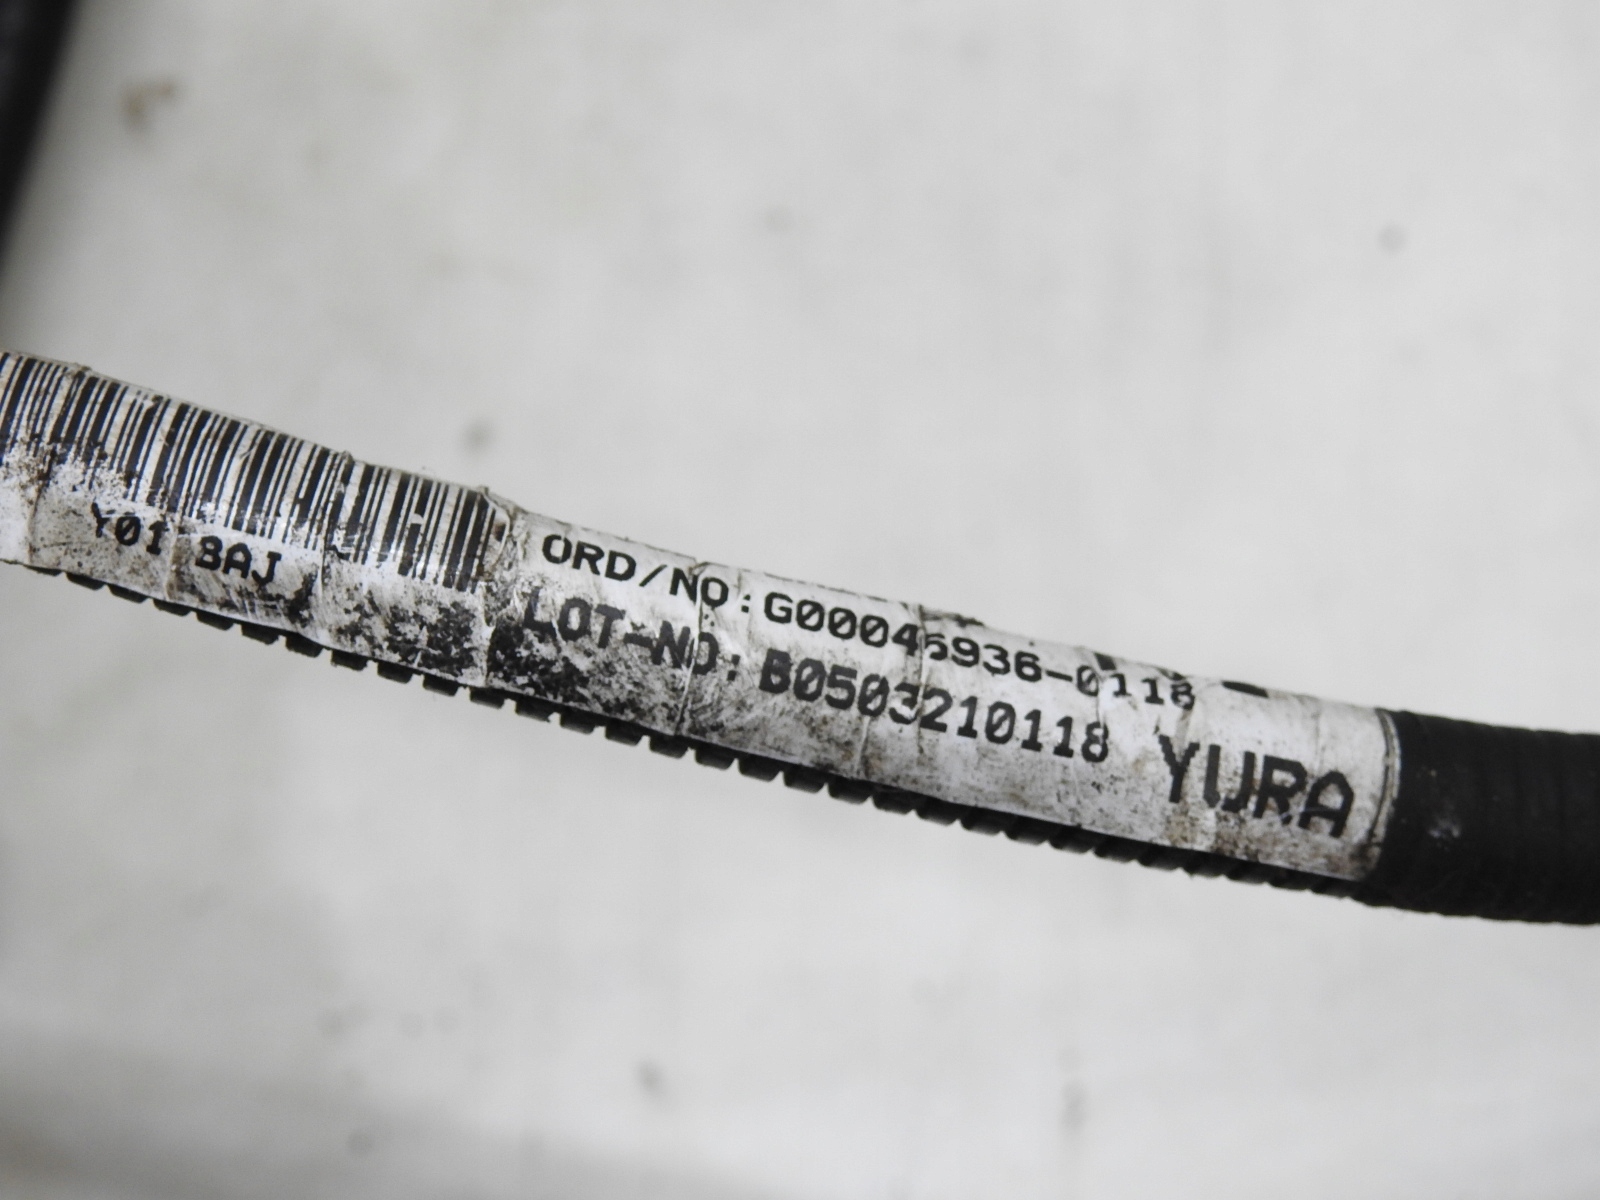 Y01 BAJ
ORD/NO:G00046936-0118
LOT-NO:B0503210118
YURA